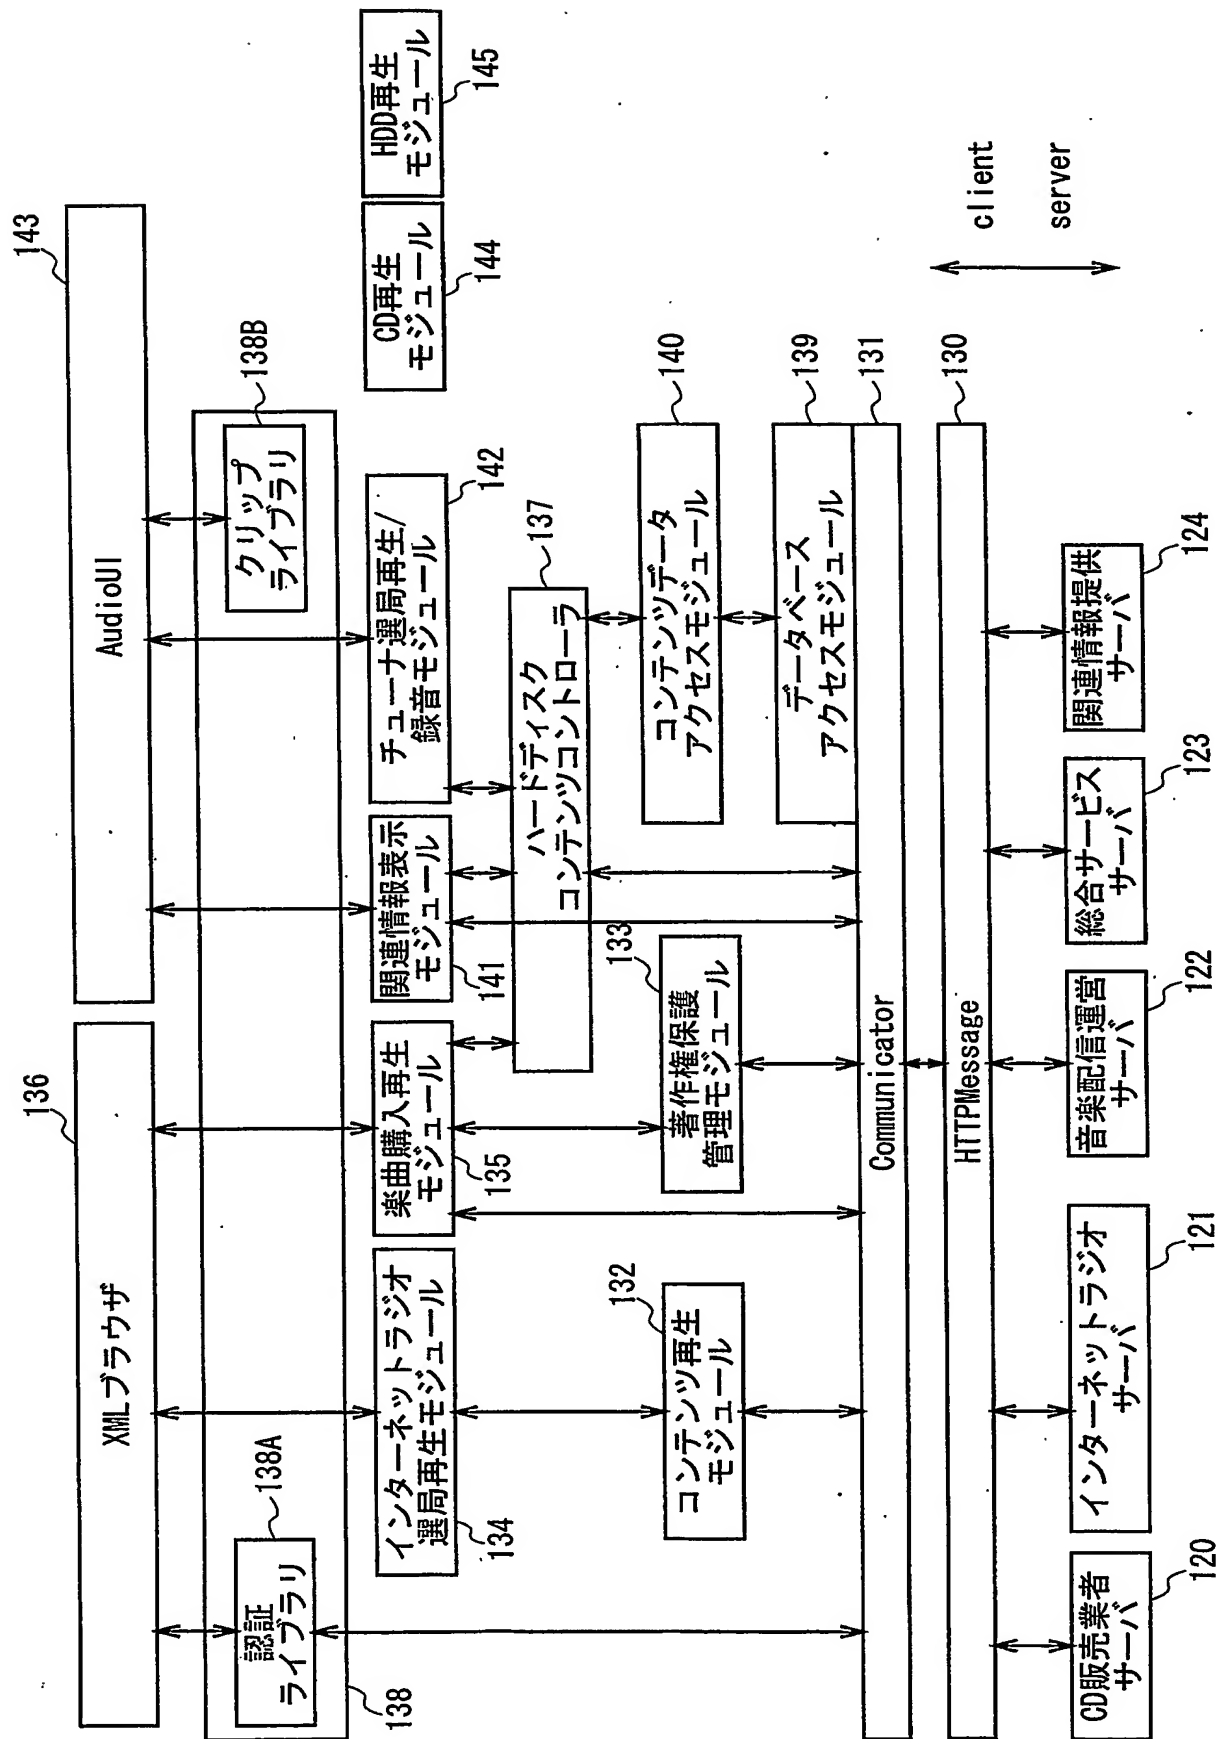 136
XMLブラウザ
143
AudioUI
138
138A
認証
ライブラリ
138B
クリップ
ライブラリ
インターネットラジオ
選局再生モジュール
134
楽曲購入再生
モジュール
135
関連情報表示
モジュール
141
チューナ選局再生/
録音モジュール
142
CD再生
モジュール
144
HDD再生
モジュール
145
ハードディスク
コンテンツコントローラ
137
コンテンツ再生
モジュール
132
著作権保護
管理モジュール
133
コンテンツデータ
アクセスモジュール
140
データベース
アクセスモジュール
139
Communicator
131
HTTPMessage
130
client
server
CD販売業者
サーバ
120
インターネットラジオ
サーバ
121
音楽配信運営
サーバ
122
総合サービス
サーバ
123
関連情報提供
サーバ
124